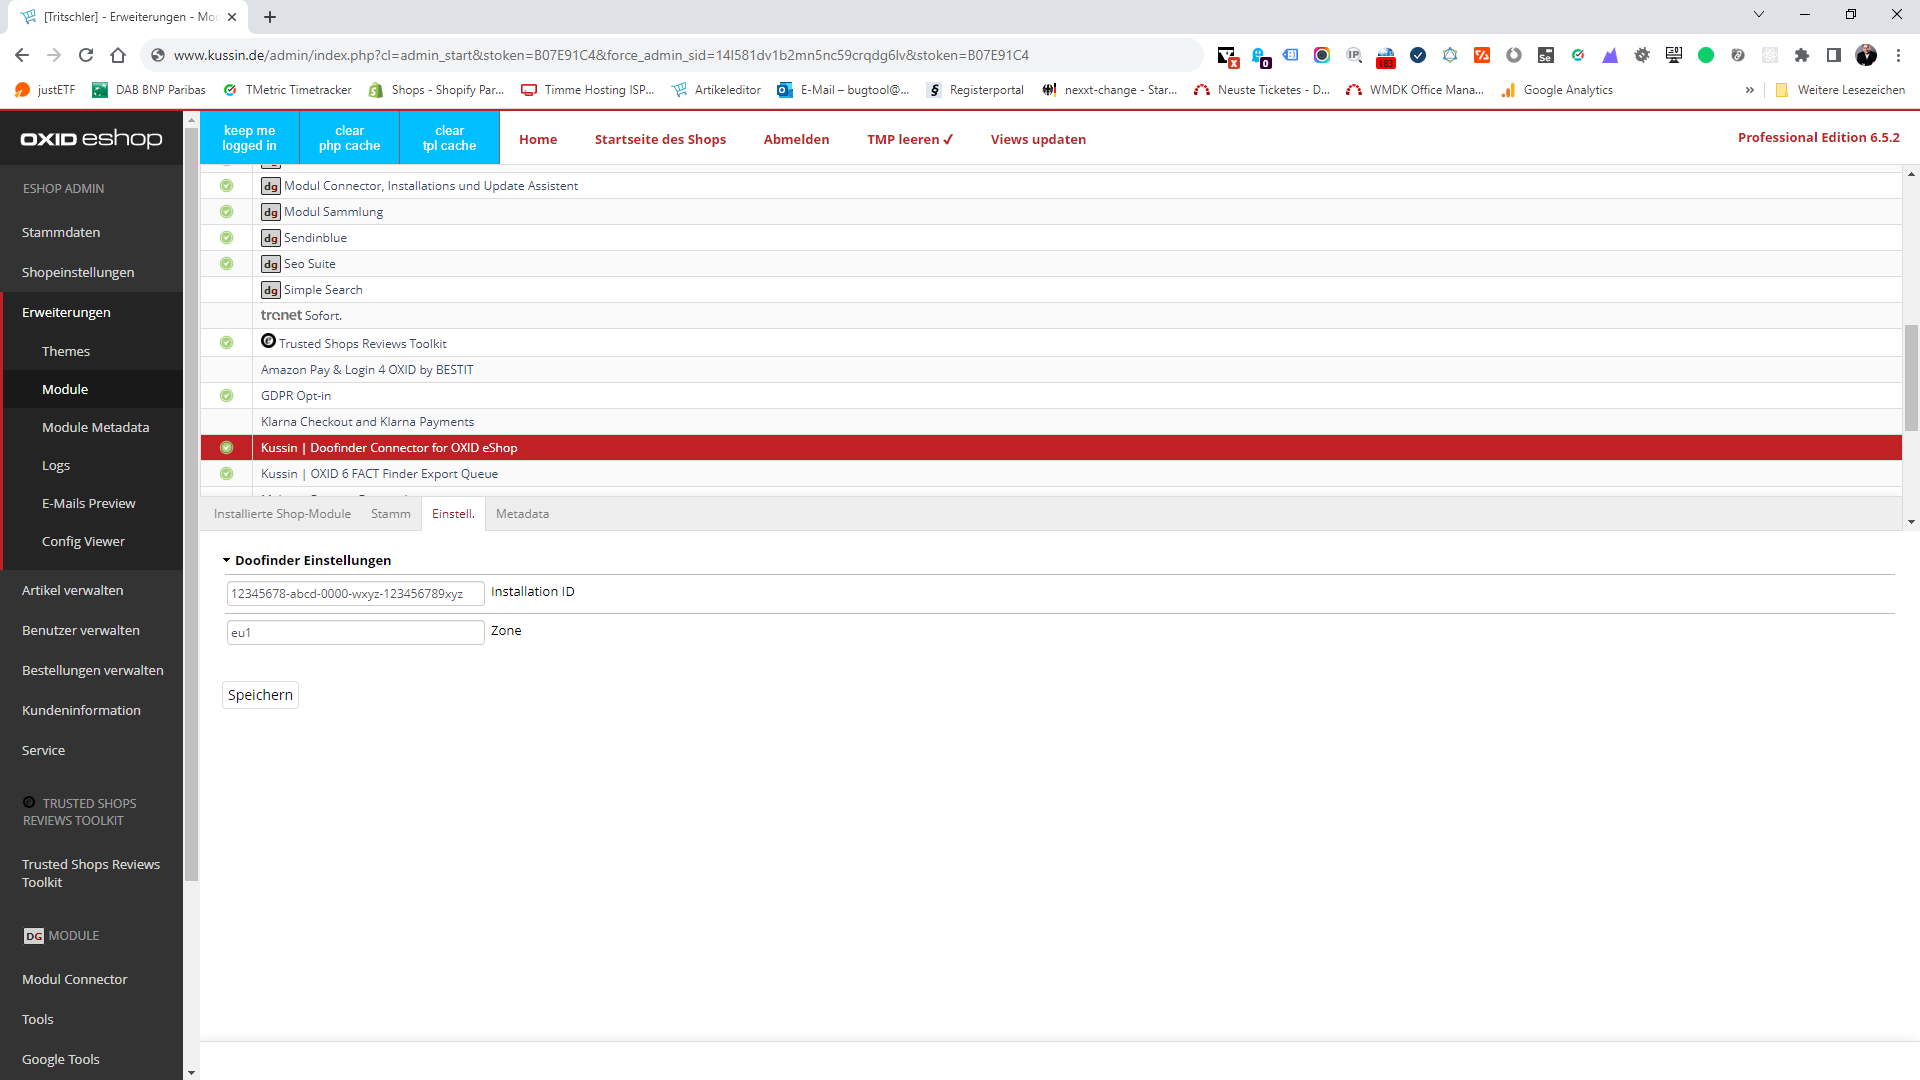 [Tritschler] - Erweiterungen - Mo
www.kussin.de/admin/index.php?cl=admin_start&stoken=B07E91C4&force_admin_sid=14l581dv1b2mn5nc59crqdg6lv&stoken=B07E91C4
justETF
DAB BNP Paribas
TMetric Timetracker
Shops - Shopify Par...
Timme Hosting ISP...
Artikeleditor
E-Mail – bugtool@...
Registerportal
nexxt-change - Star...
Neuste Ticketes - D...
WMDK Office Mana...
Google Analytics
»
Weitere Lesezeichen
OXID eshop
keep me
logged in
clear
php cache
clear
tpl cache
Home
Startseite des Shops
Abmelden
TMP leeren ✓
Views updaten
Professional Edition 6.5.2
ESHOP ADMIN
Stammdaten
Shopeinstellungen
Erweiterungen
Themes
Module
Module Metadata
Logs
E-Mails Preview
Config Viewer
Artikel verwalten
Benutzer verwalten
Bestellungen verwalten
Kundeninformation
Service
TRUSTED SHOPS
REVIEWS TOOLKIT
Trusted Shops Reviews
Toolkit
DG MODULE
Modul Connector
Tools
Google Tools
dg Modul Connector, Installations und Update Assistent
dg Modul Sammlung
dg Sendinblue
dg Seo Suite
dg Simple Search
tronet Sofort.
Trusted Shops Reviews Toolkit
Amazon Pay & Login 4 OXID by BESTIT
GDPR Opt-in
Klarna Checkout and Klarna Payments
Kussin | Doofinder Connector for OXID eShop
Kussin | OXID 6 FACT Finder Export Queue
Installierte Shop-Module
Stamm
Einstell.
Metadata
Doofinder Einstellungen
12345678-abcd-0000-wxyz-123456789xyz Installation ID
eu1 Zone
Speichern